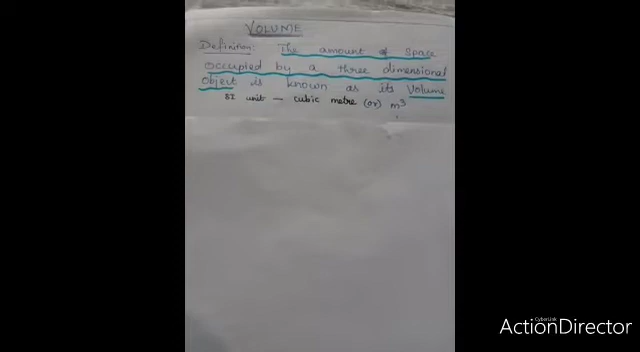 VOLUME
Definition: The amount of Space
occupied by a three dimensional
Object is known as its Volume
SI unit — cubic metre (or) m³
CyberLink
ActionDirector